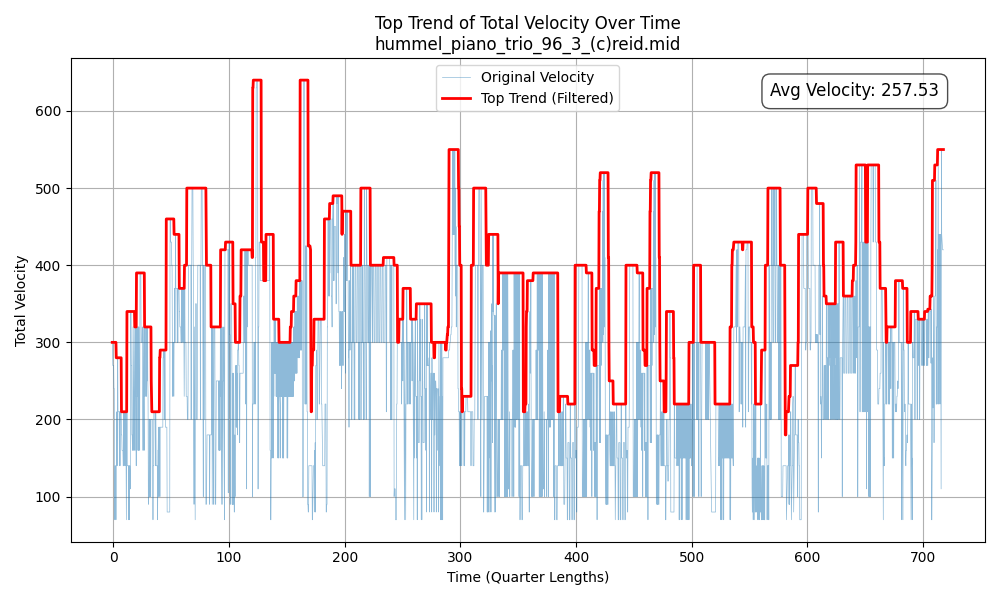 Top Trend of Total Velocity Over Time
hummel_piano_trio_96_3_(c)reid.mid
Original Velocity
Top Trend (Filtered)
Avg Velocity: 257.53
Total Velocity
600
500
400
300
200
100
0 100 200 300 400 500 600 700
Time (Quarter Lengths)